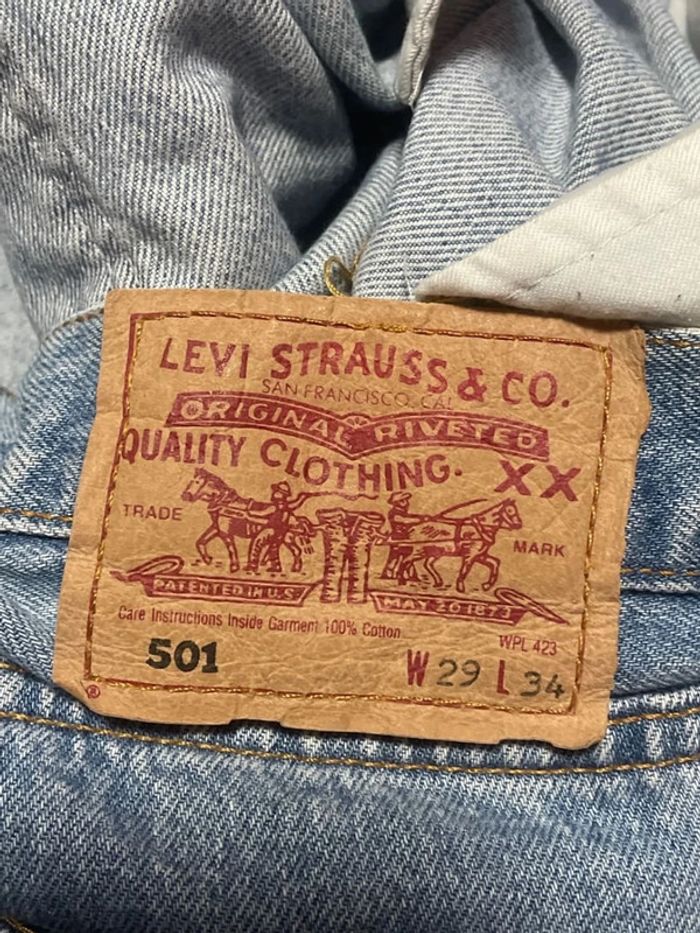 LEVI STRAUSS & CO.
SAN FRANCISCO, CAL
ORIGINAL RIVETED
QUALITY CLOTHING. XX
TRADE MARK
PATENTED IN U.S. MAY 20 1873
Care Instructions Inside Garment 100% Cotton
WPL 423
501 W 29 L 34
®